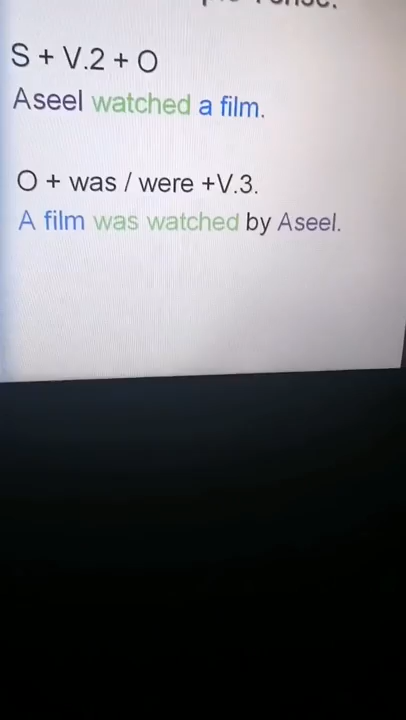 S + V.2 + O
Aseel watched a film.
O + was / were +V.3.
A film was watched by Aseel.